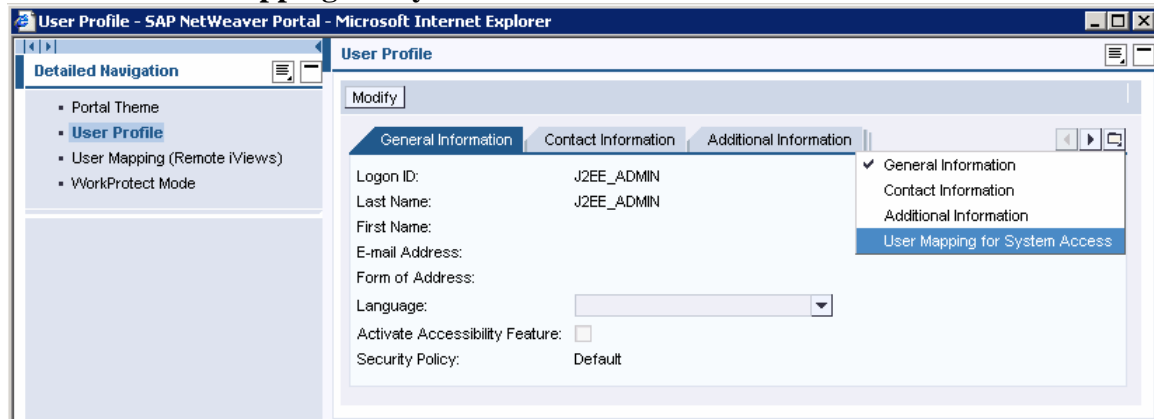 User Profile - SAP NetWeaver Portal - Microsoft Internet Explorer
Detailed Navigation
Portal Theme
User Profile
User Mapping (Remote iViews)
WorkProtect Mode
User Profile
Modify
General Information Contact Information Additional Information
General Information
Contact Information
Additional Information
User Mapping for System Access
Logon ID: J2EE_ADMIN
Last Name: J2EE_ADMIN
First Name:
E-mail Address:
Form of Address:
Language:
Activate Accessibility Feature:
Security Policy: Default